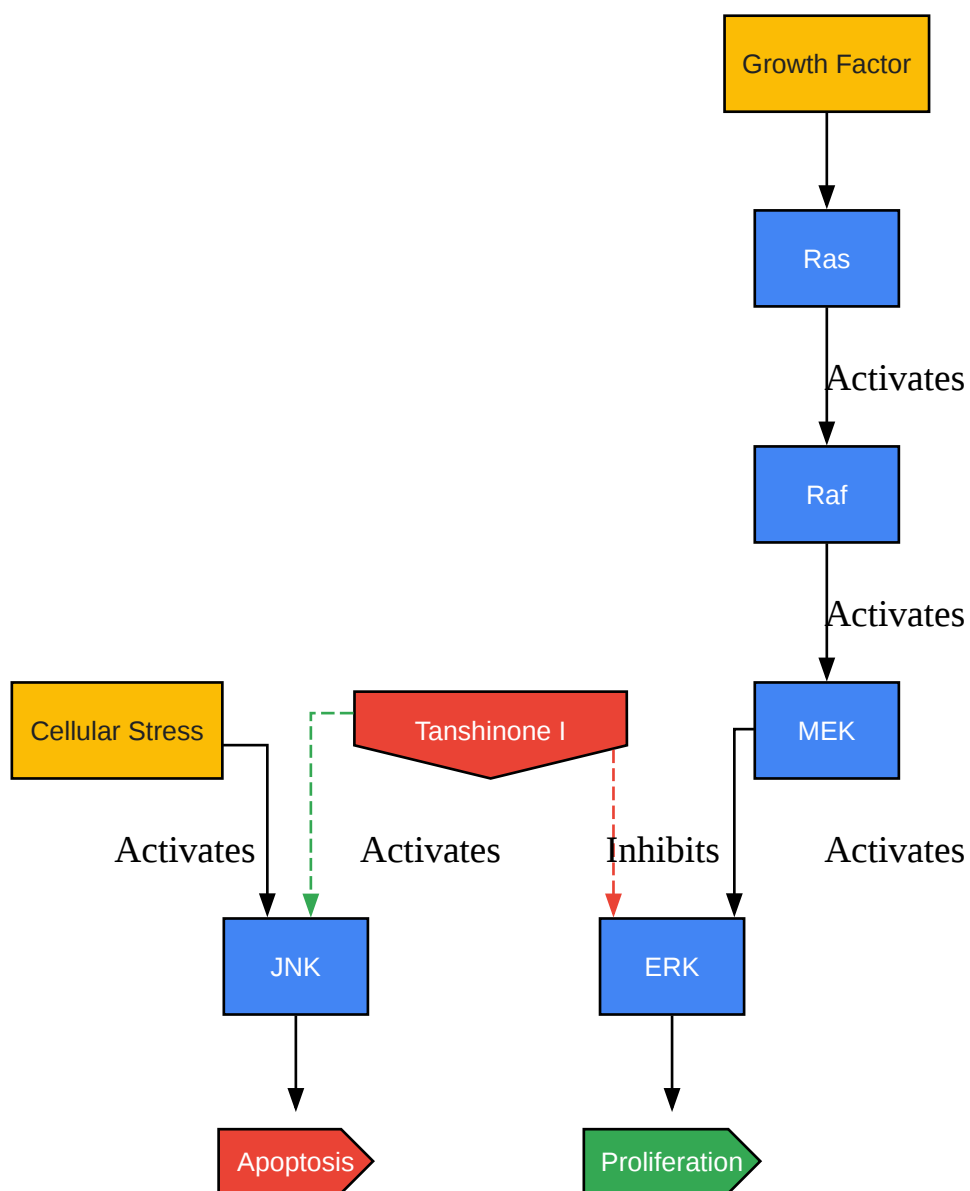 Growth Factor
Ras
Activates
Raf
Activates
Cellular Stress
Tanshinone I
MEK
Activates
Activates
Inhibits
Activates
JNK
ERK
Apoptosis
Proliferation